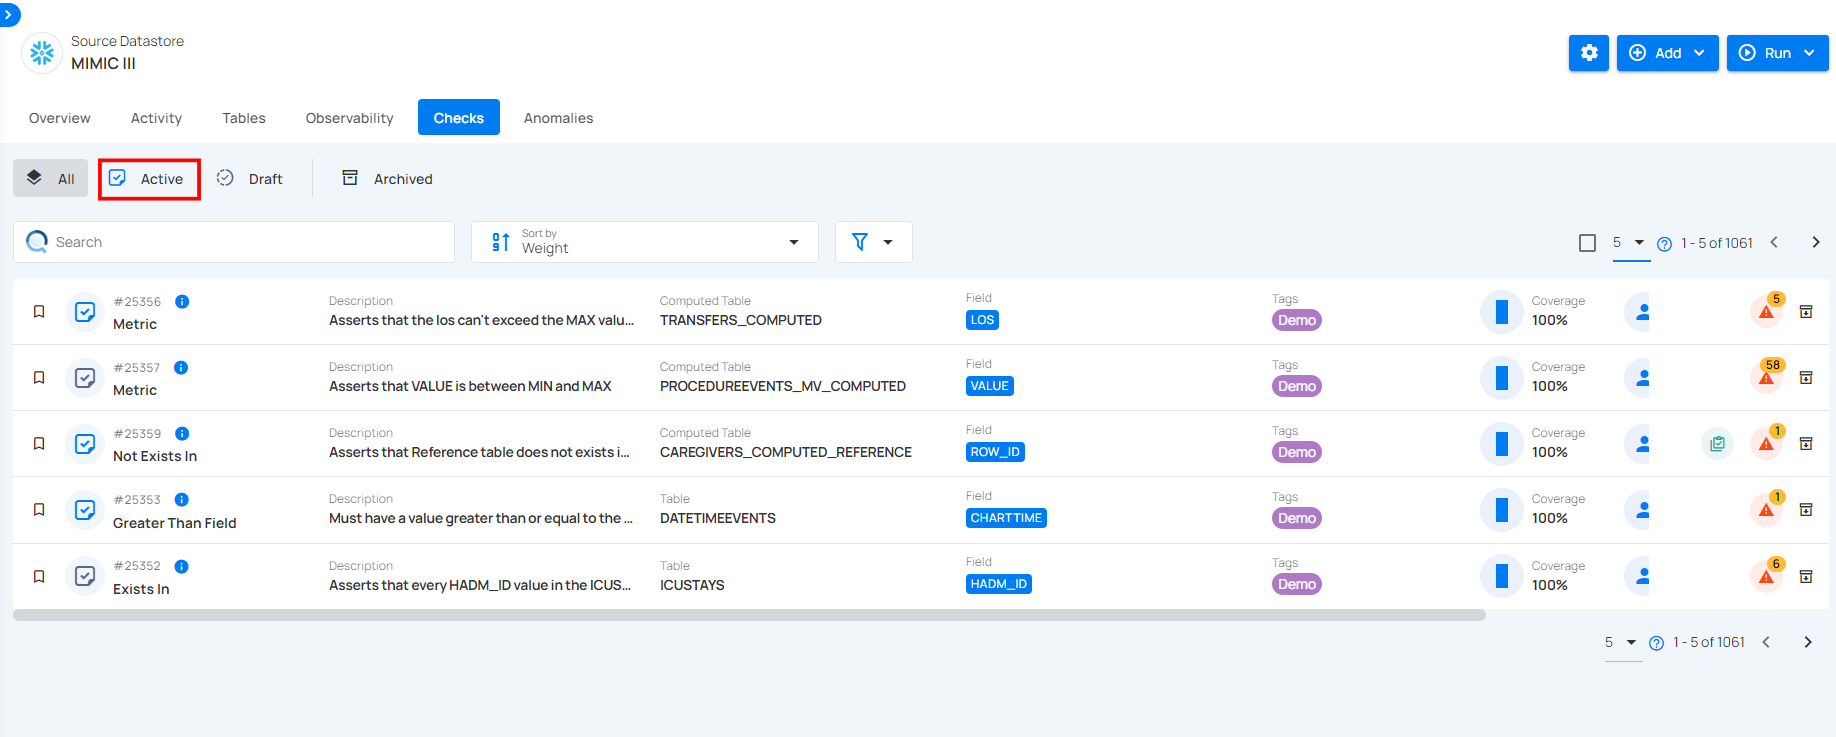 Source Datastore
MIMIC III
Add
Run
Overview
Activity
Tables
Observability
Checks
Anomalies
All
Active
Draft
Archived
Search
Sort by
Weight
5
1 - 5 of 1061
#25356
Metric
Description
Asserts that the los can't exceed the MAX valu...
Computed Table
TRANSFERS_COMPUTED
Field
LOS
Tags
Demo
Coverage
100%
5
#25357
Metric
Description
Asserts that VALUE is between MIN and MAX
Computed Table
PROCEDUREEVENTS_MV_COMPUTED
Field
VALUE
Tags
Demo
Coverage
100%
58
#25359
Not Exists In
Description
Asserts that Reference table does not exists i...
Computed Table
CAREGIVERS_COMPUTED_REFERENCE
Field
ROW_ID
Tags
Demo
Coverage
100%
1
#25353
Greater Than Field
Description
Must have a value greater than or equal to the ...
Table
DATETIMEEVENTS
Field
CHARTTIME
Tags
Demo
Coverage
100%
1
#25352
Exists In
Description
Asserts that every HADM_ID value in the ICUS...
Table
ICUSTAYS
Field
HADM_ID
Tags
Demo
Coverage
100%
6
5
1 - 5 of 1061